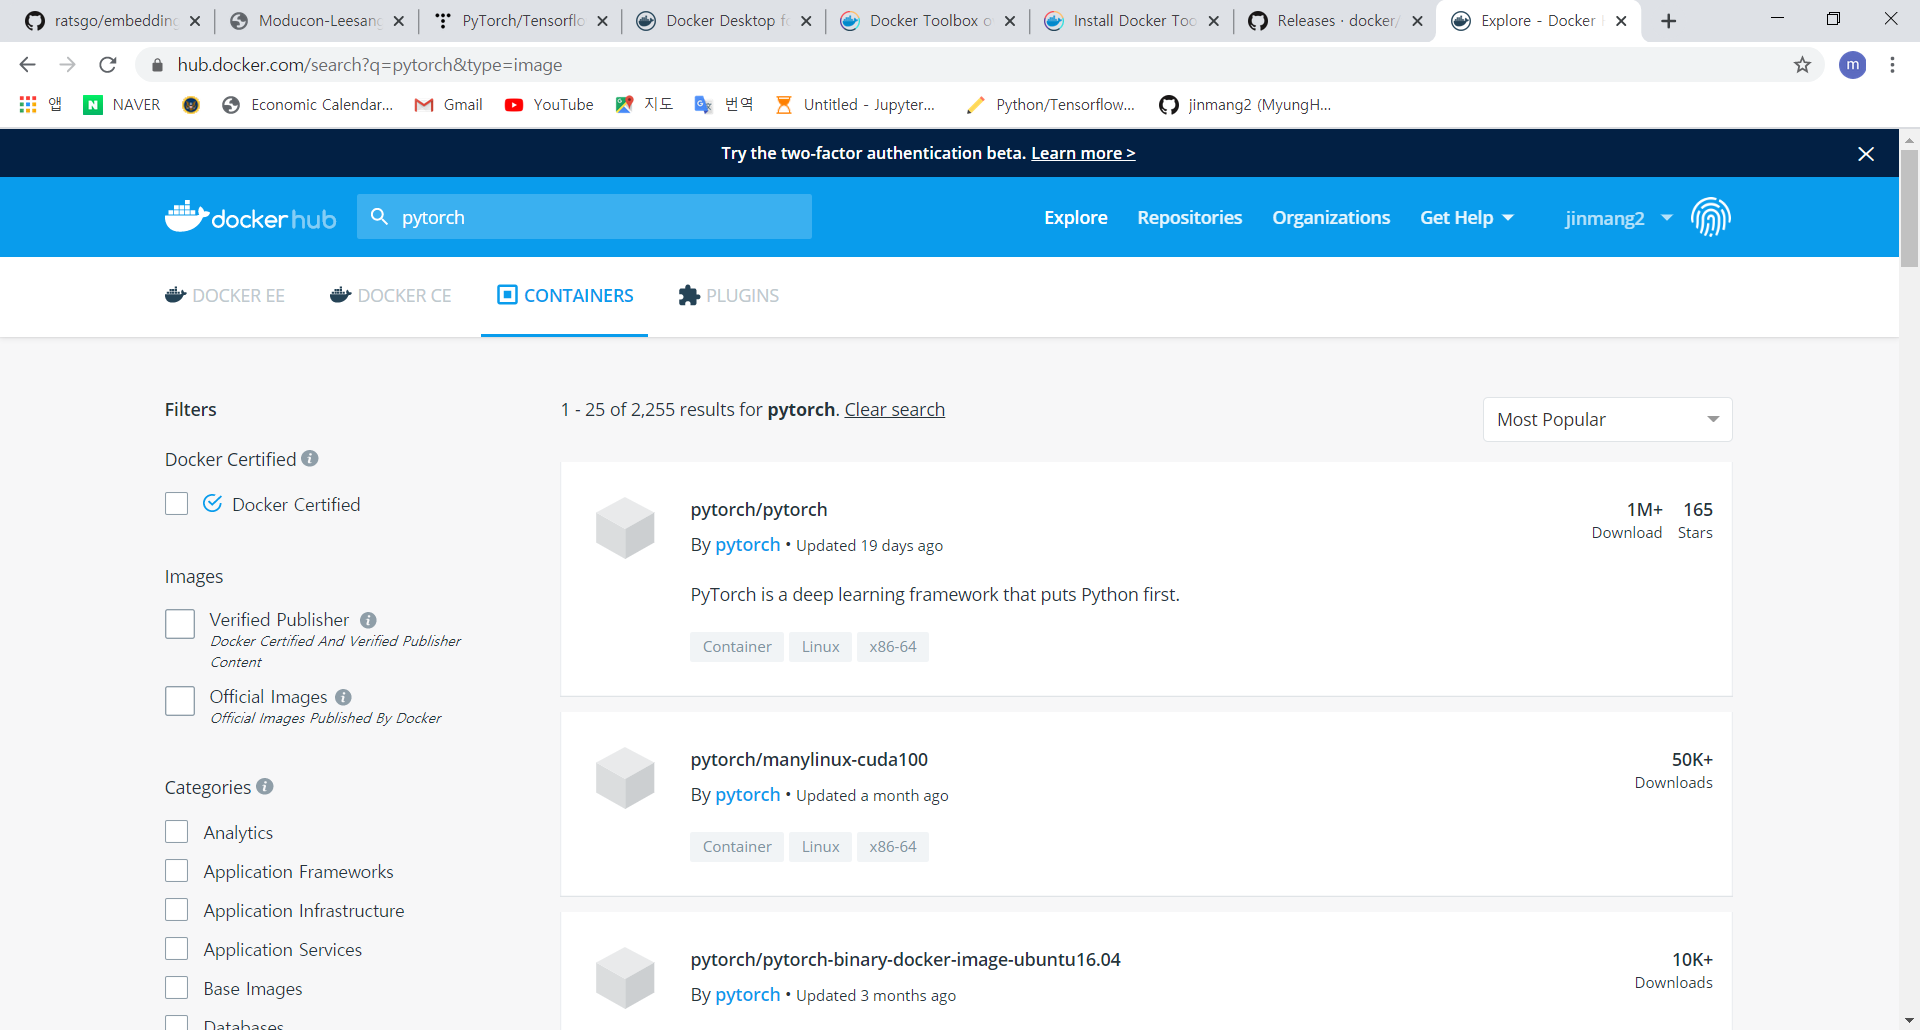 ratsgo/embedding
Moducon-Leesang
PyTorch/Tensorflo
Docker Desktop fo
Docker Toolbox o
Install Docker Too
Releases · docker/
Explore - Docker
hub.docker.com/search?q=pytorch&type=image
m
앱
NAVER
Economic Calendar...
Gmail
YouTube
지도
번역
Untitled - Jupyter...
Python/Tensorflow...
jinmang2 (MyungH...
Try the two-factor authentication beta. Learn more >
dockerhub
pytorch
Explore
Repositories
Organizations
Get Help
jinmang2
DOCKER EE
DOCKER CE
CONTAINERS
PLUGINS
Filters
Docker Certified
Docker Certified
Images
Verified Publisher
Docker Certified And Verified Publisher
Content
Official Images
Official Images Published By Docker
Categories
Analytics
Application Frameworks
Application Infrastructure
Application Services
Base Images
Databases
1 - 25 of 2,255 results for pytorch. Clear search
Most Popular
pytorch/pytorch
By pytorch • Updated 19 days ago
PyTorch is a deep learning framework that puts Python first.
Container
Linux
x86-64
1M+
Download
165
Stars
pytorch/manylinux-cuda100
By pytorch • Updated a month ago
Container
Linux
x86-64
50K+
Downloads
pytorch/pytorch-binary-docker-image-ubuntu16.04
By pytorch • Updated 3 months ago
10K+
Downloads